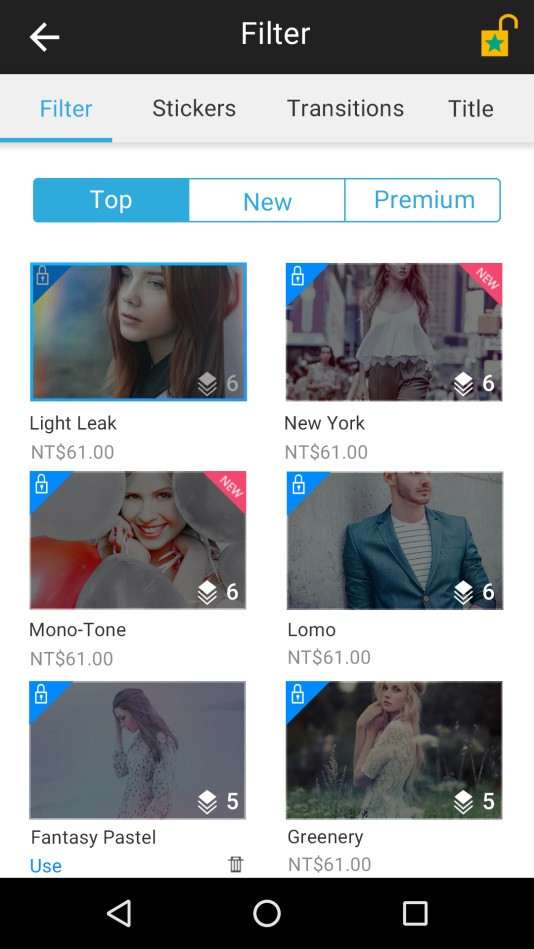 Filter
Filter Stickers Transitions Title
Top New Premium
6
NEW
6
Light Leak New York
NT$61.00 NT$61.00
NEW
6
6
Mono-Tone Lomo
NT$61.00 NT$61.00
5
5
Fantasy Pastel Greenery
Use NT$61.00